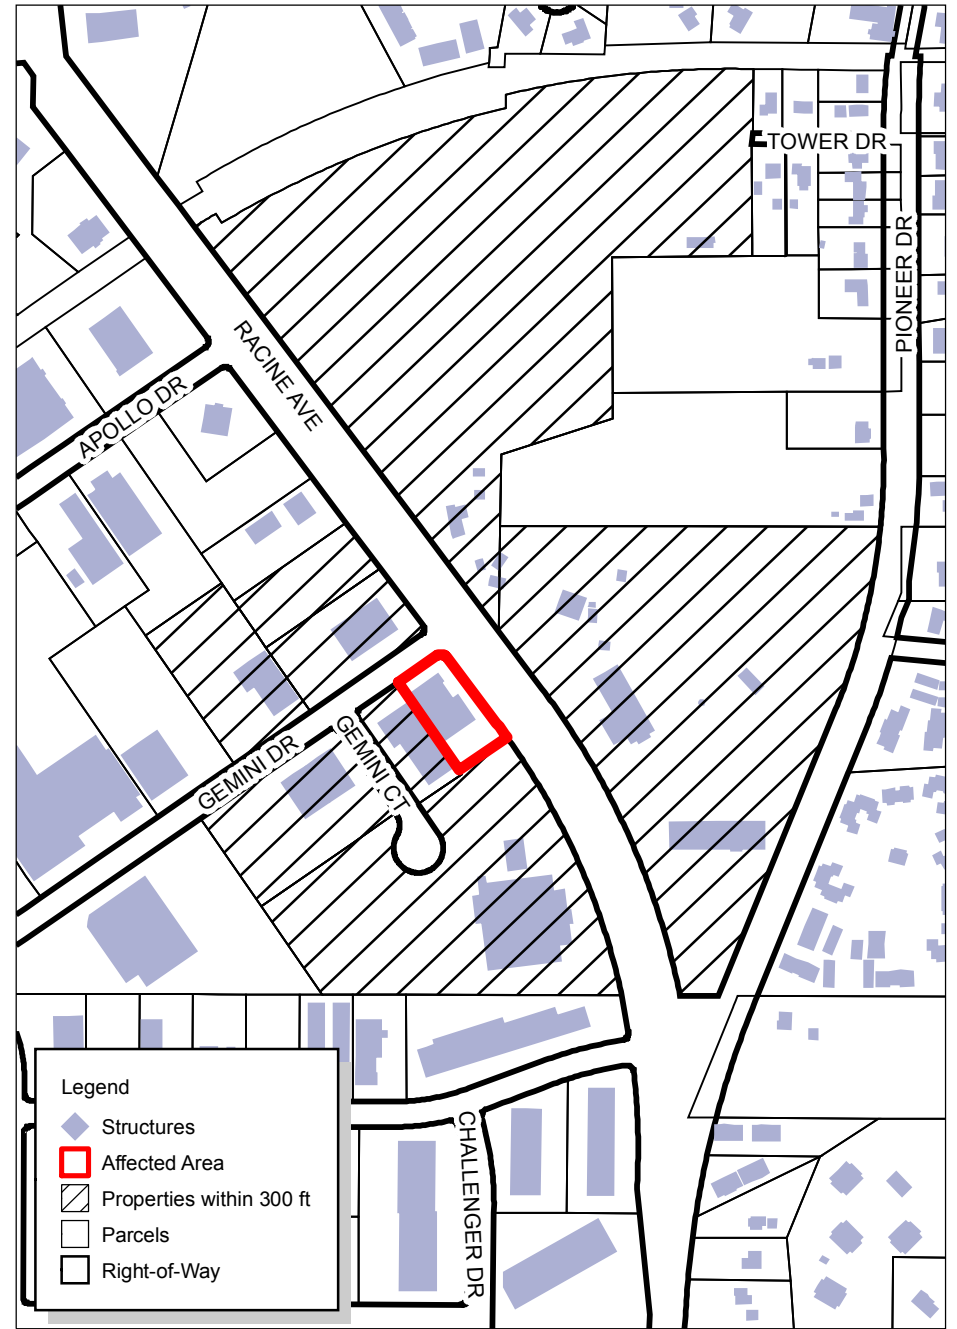 TOWER DR
PIONEER DR
RACINE AVE
APOLLO DR
GEMINI DR
GEMINI CT
CHALLENGER DR
Legend
Structures
Affected Area
Properties within 300 ft
Parcels
Right-of-Way